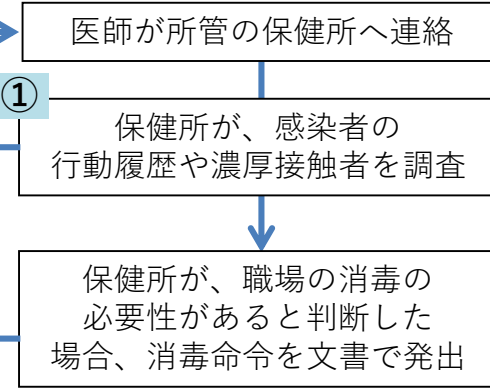 医師が所管の保健所へ連絡
①
保健所が、感染者の
行動履歴や濃厚接触者を調査
保健所が、職場の消毒の
必要性があると判断した
場合、消毒命令を文書で発出